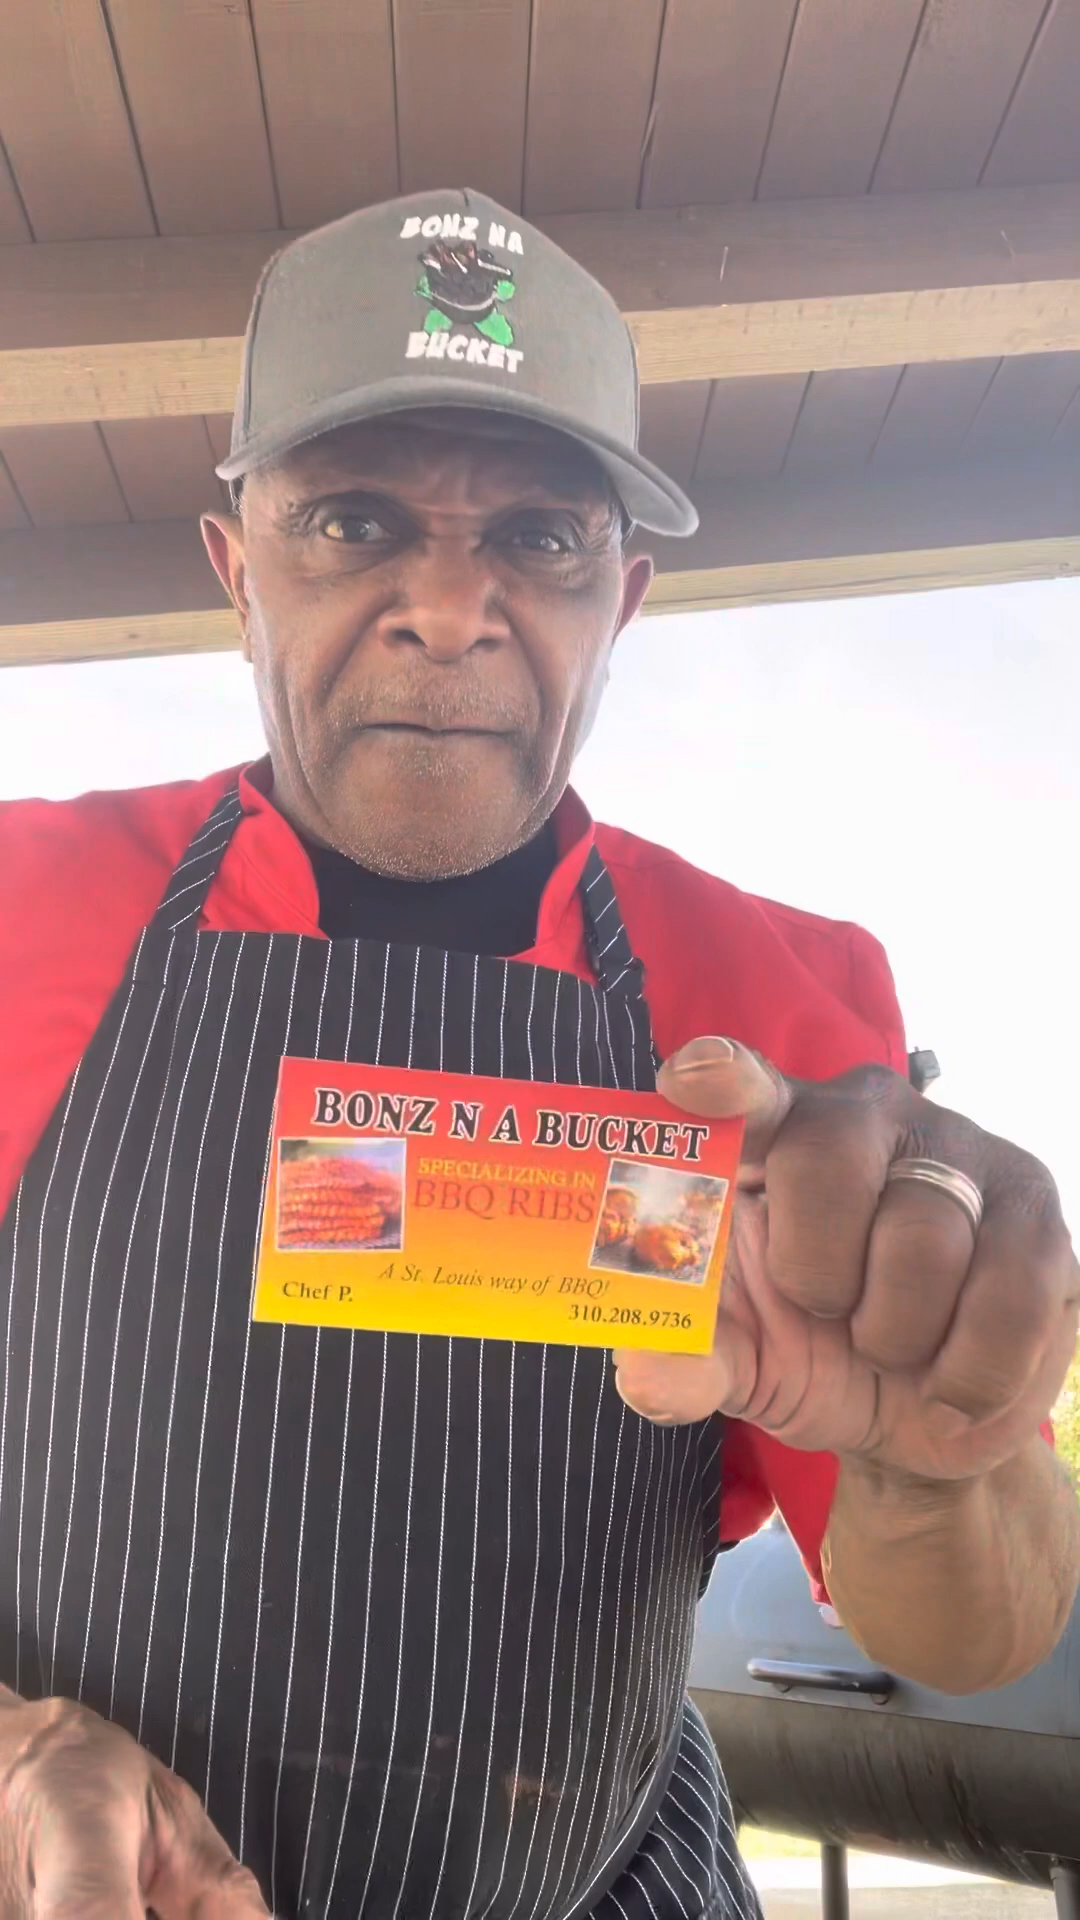 BONZ NA
BUCKET
BONZ N A BUCKET
SPECIALIZING IN
BBQ RIBS
A St. Louis way of BBQ!
Chef P.
310.208.9736